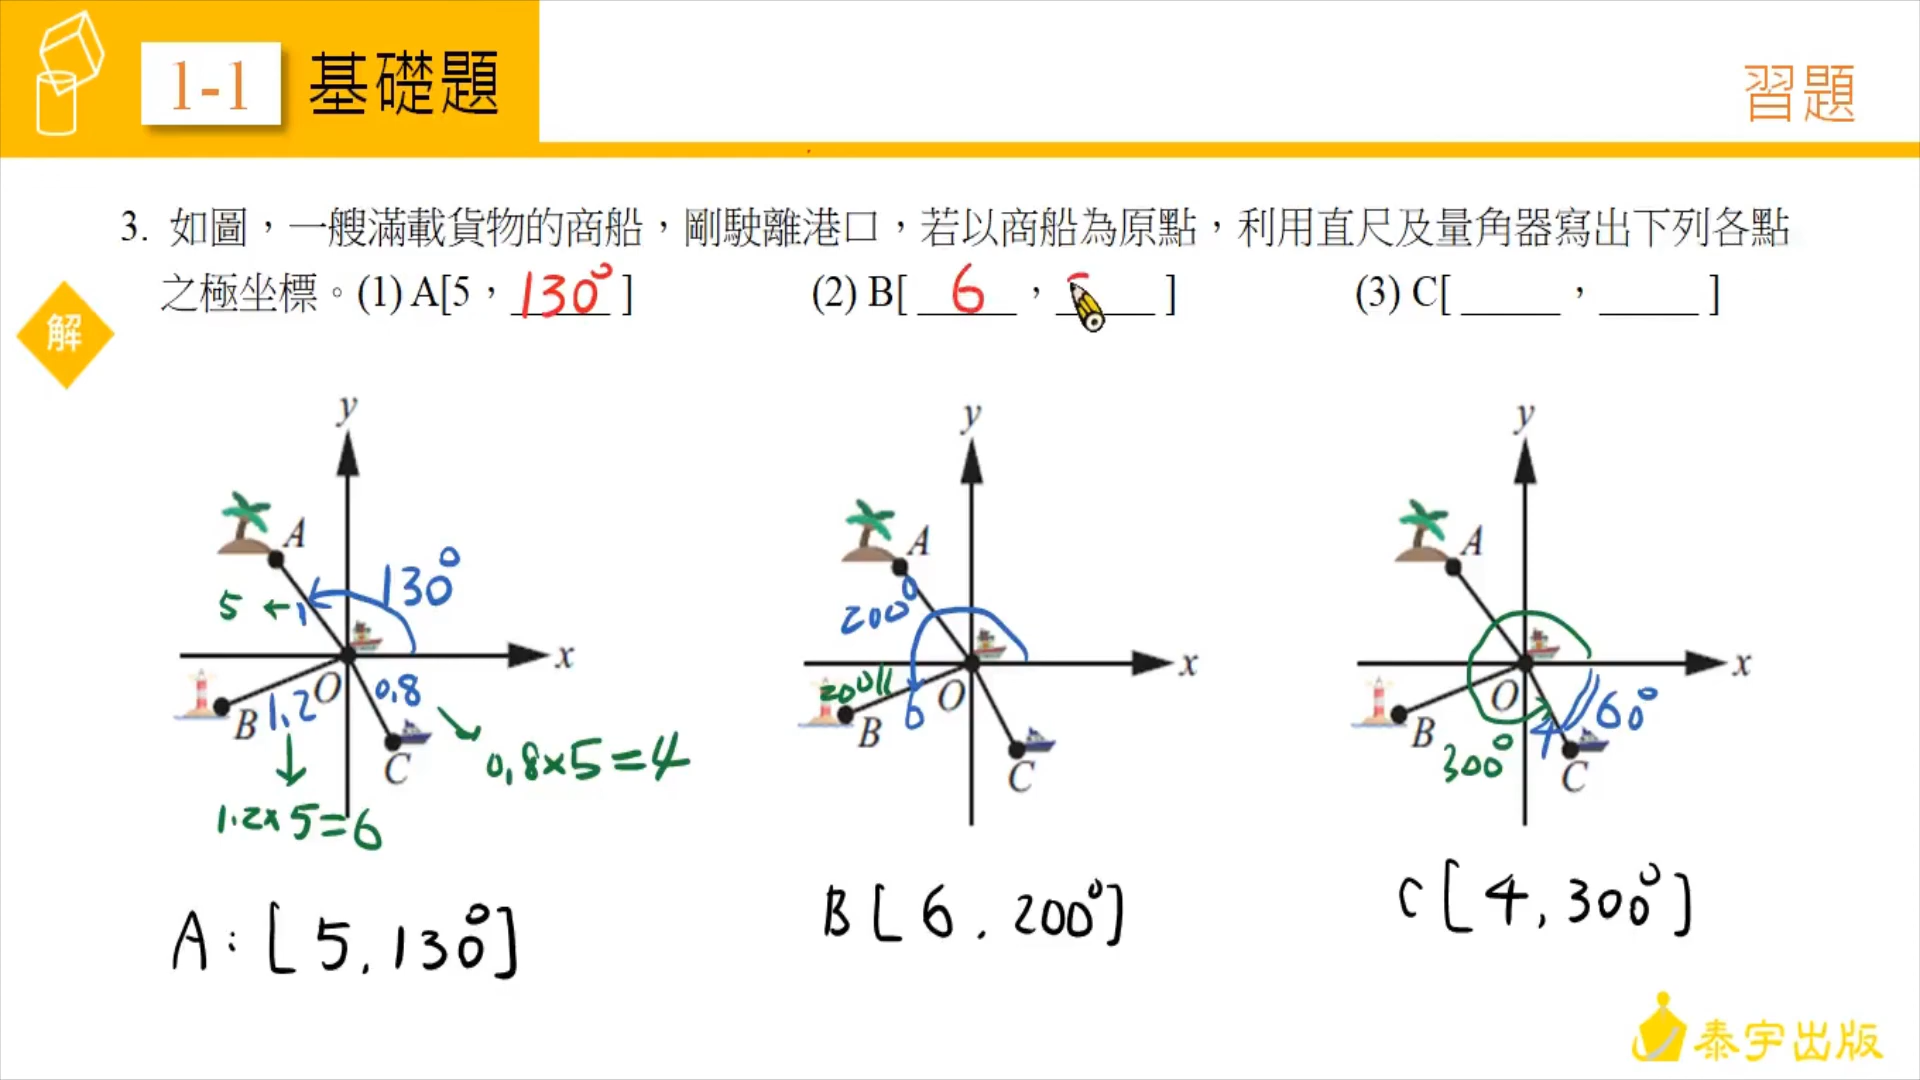 1-1 基礎題
習題
3. 如圖，一艘滿載貨物的商船，剛駛離港口，若以商船為原點，利用直尺及量角器寫出下列各點
之極坐標。(1) A[5， 130° ] (2) B[ 6 ， ] (3) C[ ， ]
解
y
A
130°
5 ← 1
x
O
B
1.2
0.8
C
0.8×5=4
1.2×5=6
A : [ 5, 130° ]
y
A
200°
x
O
200°
B
6
C
B [ 6, 200° ]
y
A
x
O
B
300°
4
60°
C
C [ 4, 300° ]
泰宇出版